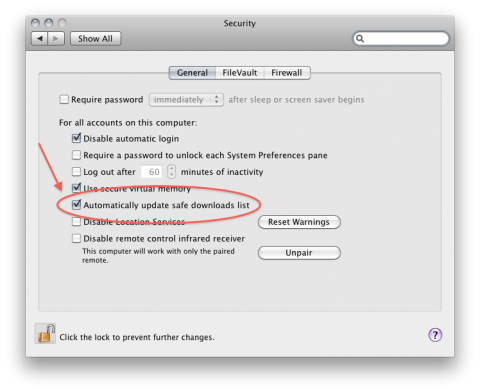 Security
Show All
General FileVault Firewall
Require password immediately after sleep or screen saver begins
For all accounts on this computer:
Disable automatic login
Require a password to unlock each System Preferences pane
Log out after 60 minutes of inactivity
Use secure virtual memory
Automatically update safe downloads list
Disable Location Services Reset Warnings
Disable remote control infrared receiver
This computer will work with only the paired
remote.
Unpair
Click the lock to prevent further changes.
?